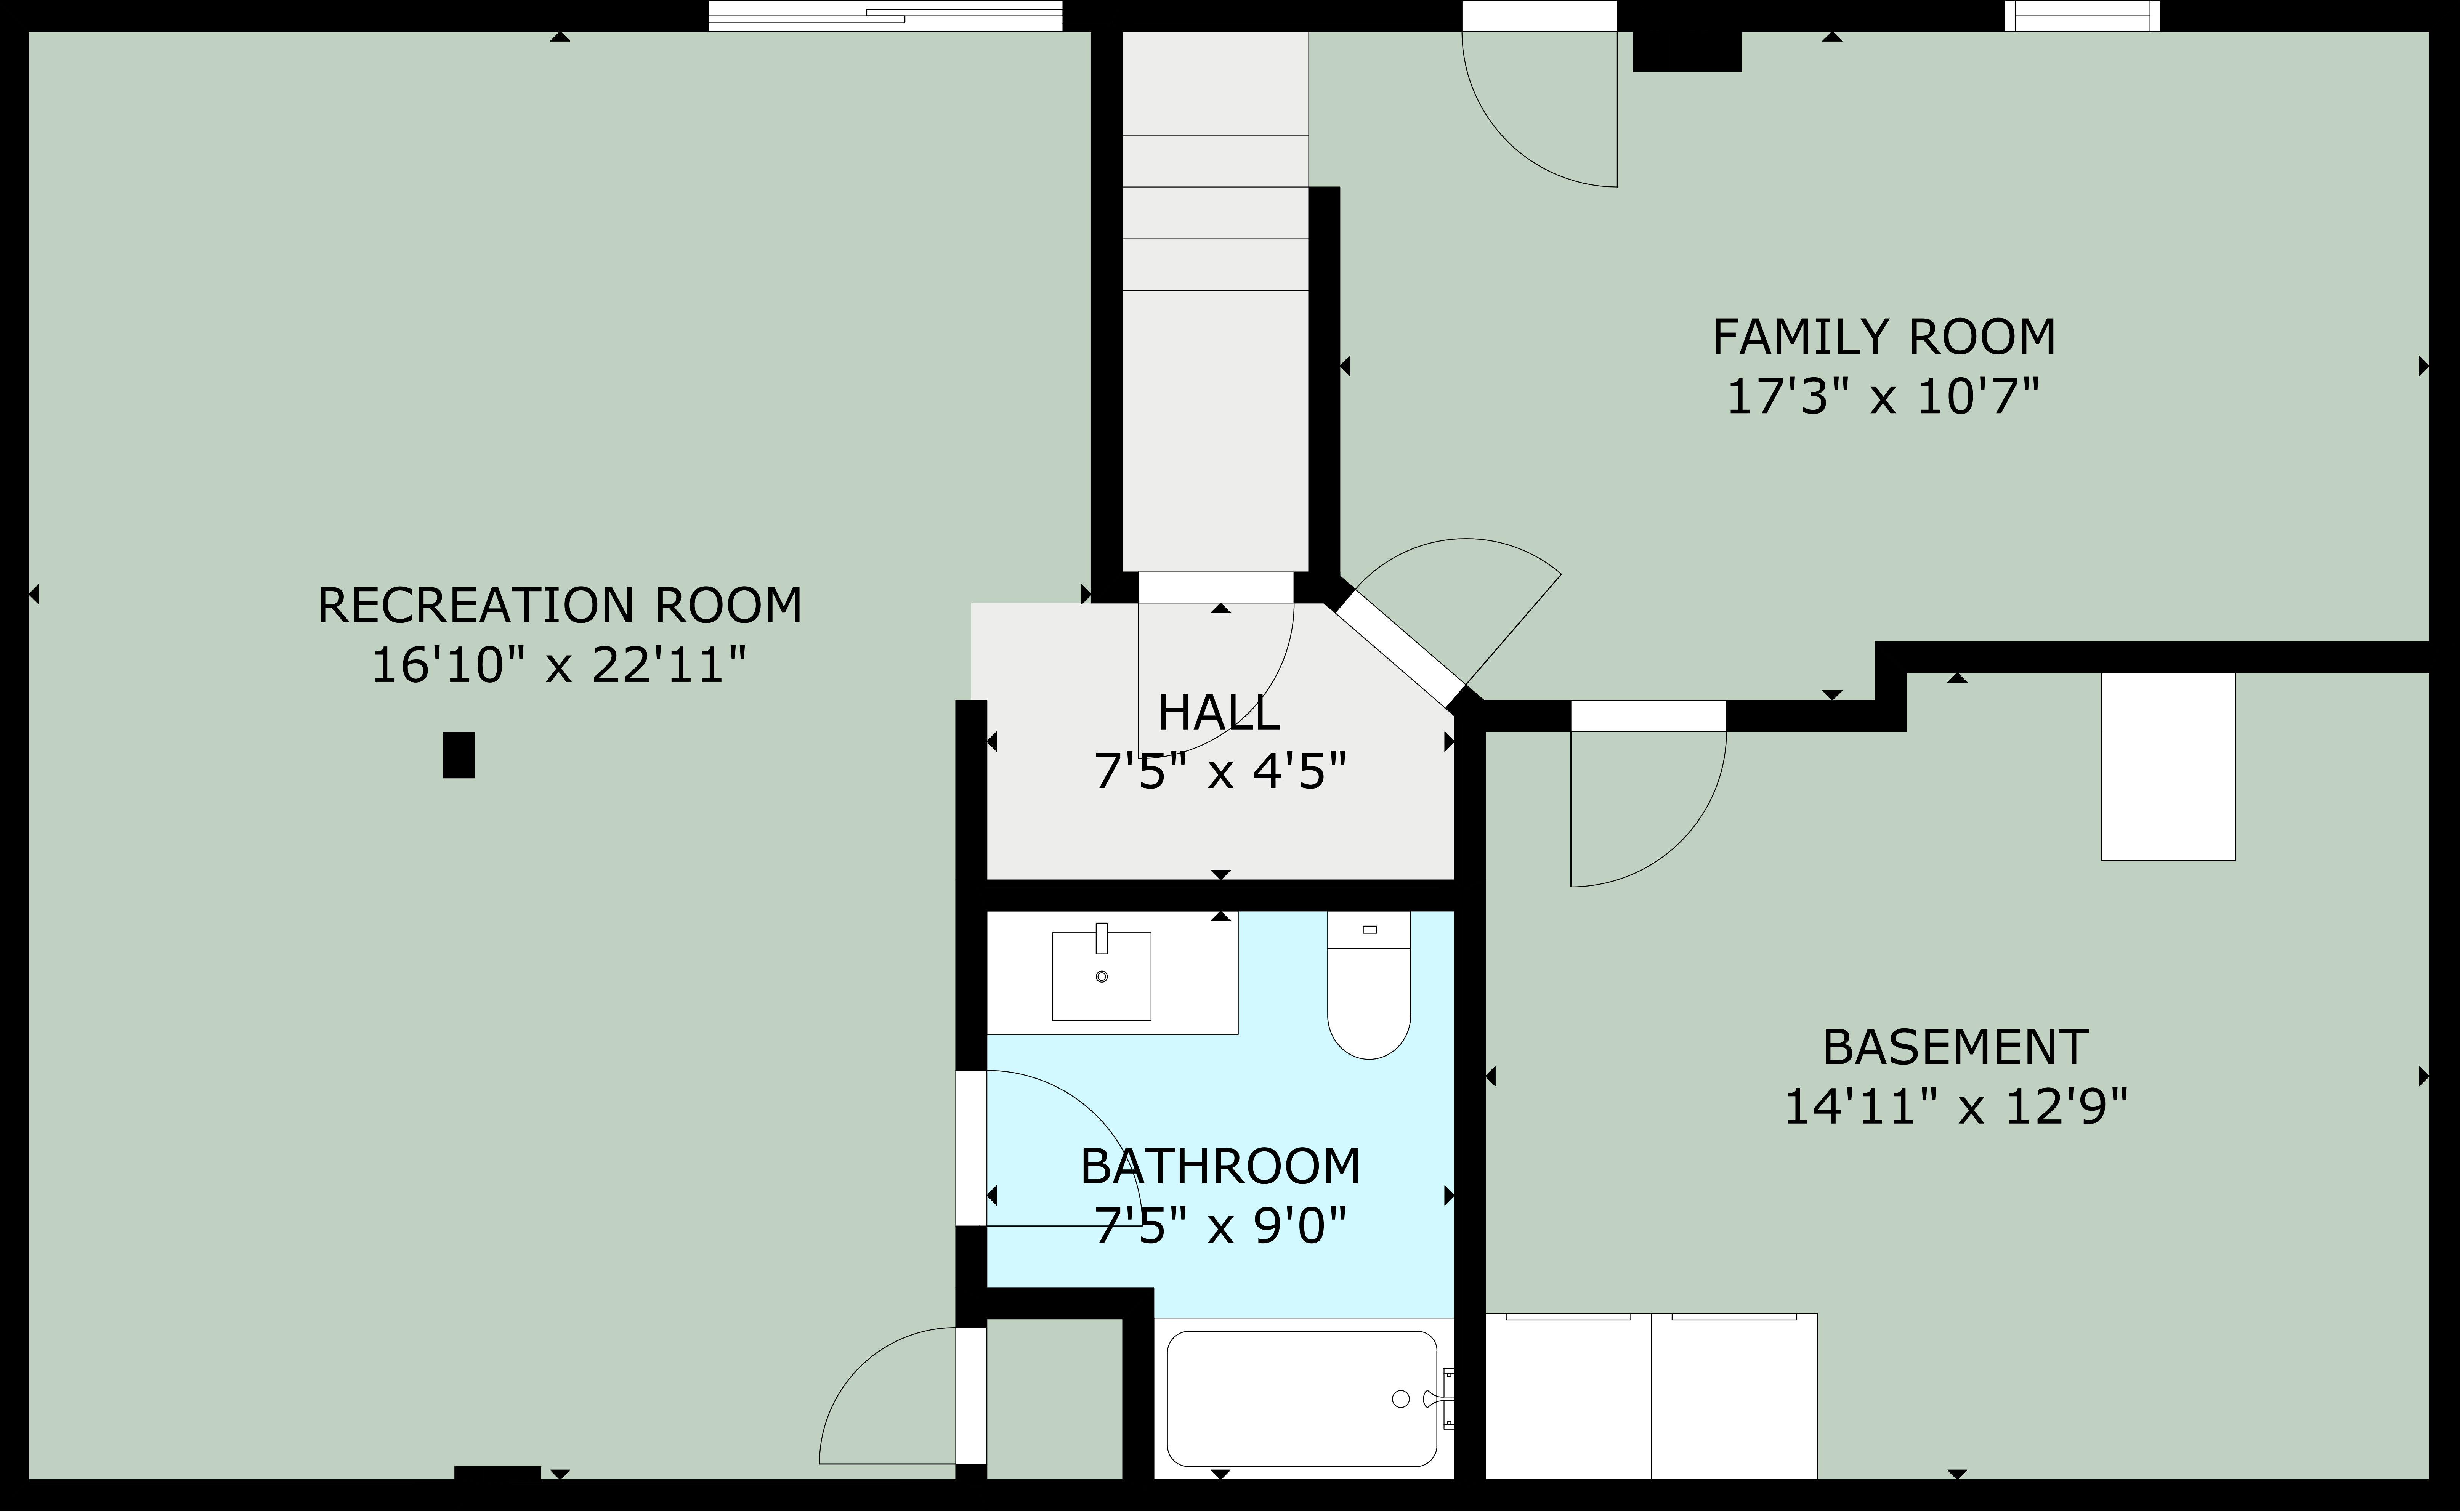 FAMILY ROOM
17'3" x 10'7"
RECREATION ROOM
16'10" x 22'11"
HALL
7'5" x 4'5"
BASEMENT
14'11" x 12'9"
BATHROOM
7'5" x 9'0"